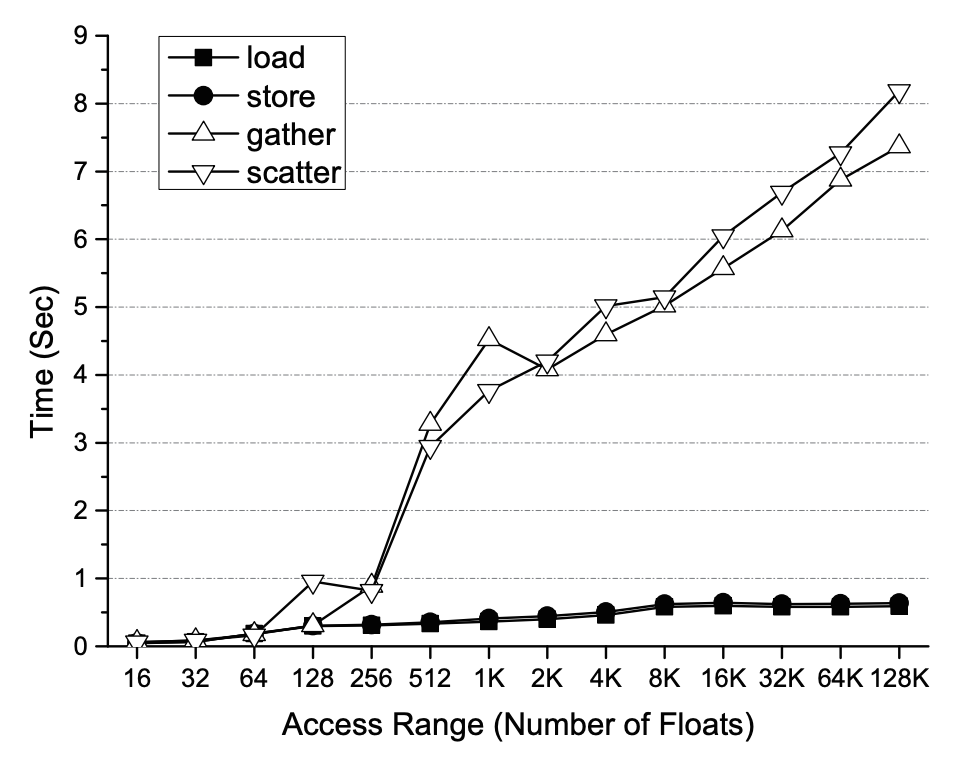 9
8
7
6
5
4
3
2
1
0
Time (Sec)
load
store
gather
scatter
16 32 64 128 256 512 1K 2K 4K 8K 16K 32K 64K 128K
Access Range (Number of Floats)